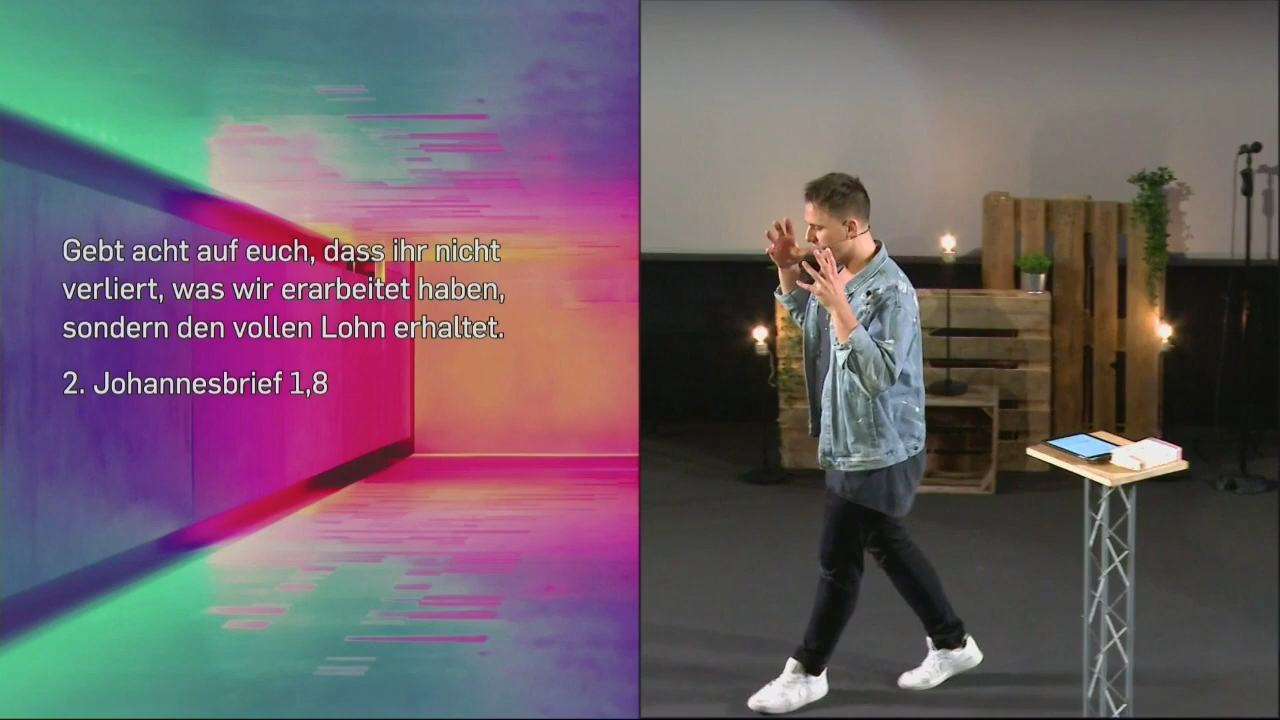 Gebt acht auf euch, dass ihr nicht
verliert, was wir erarbeitet haben,
sondern den vollen Lohn erhaltet.
2. Johannesbrief 1,8